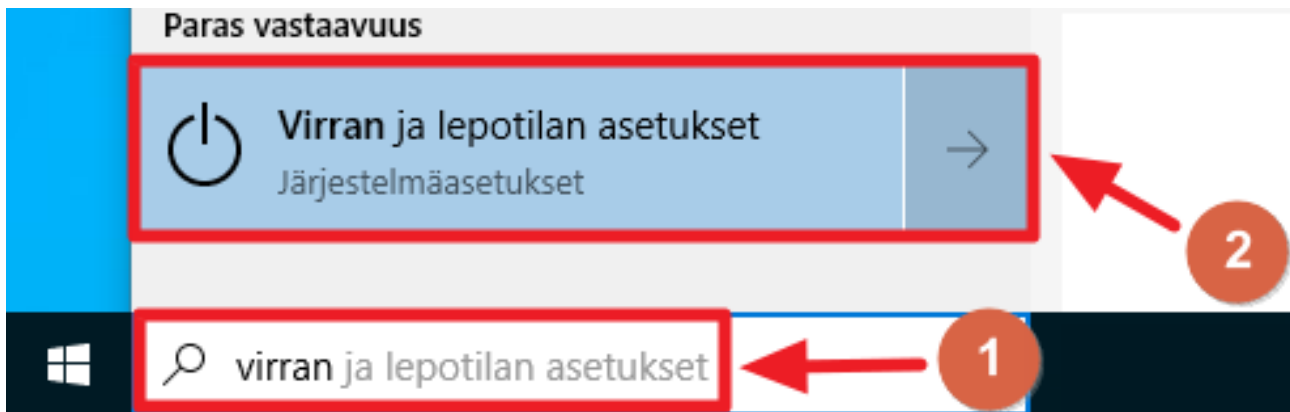 Paras vastaavuus
Virran ja lepotilan asetukset
Järjestelmäasetukset
2
virran ja lepotilan asetukset
1